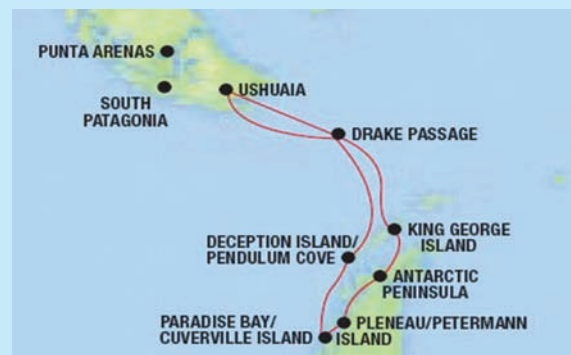 PUNTA ARENAS
SOUTH
PATAGONIA
USHUAIA
DRAKE PASSAGE
KING GEORGE
ISLAND
DECEPTION ISLAND/
PENDULUM COVE
ANTARCTIC
PENINSULA
PARADISE BAY/
CUVERVILLE ISLAND
PLENEAU/PETERMANN
ISLAND